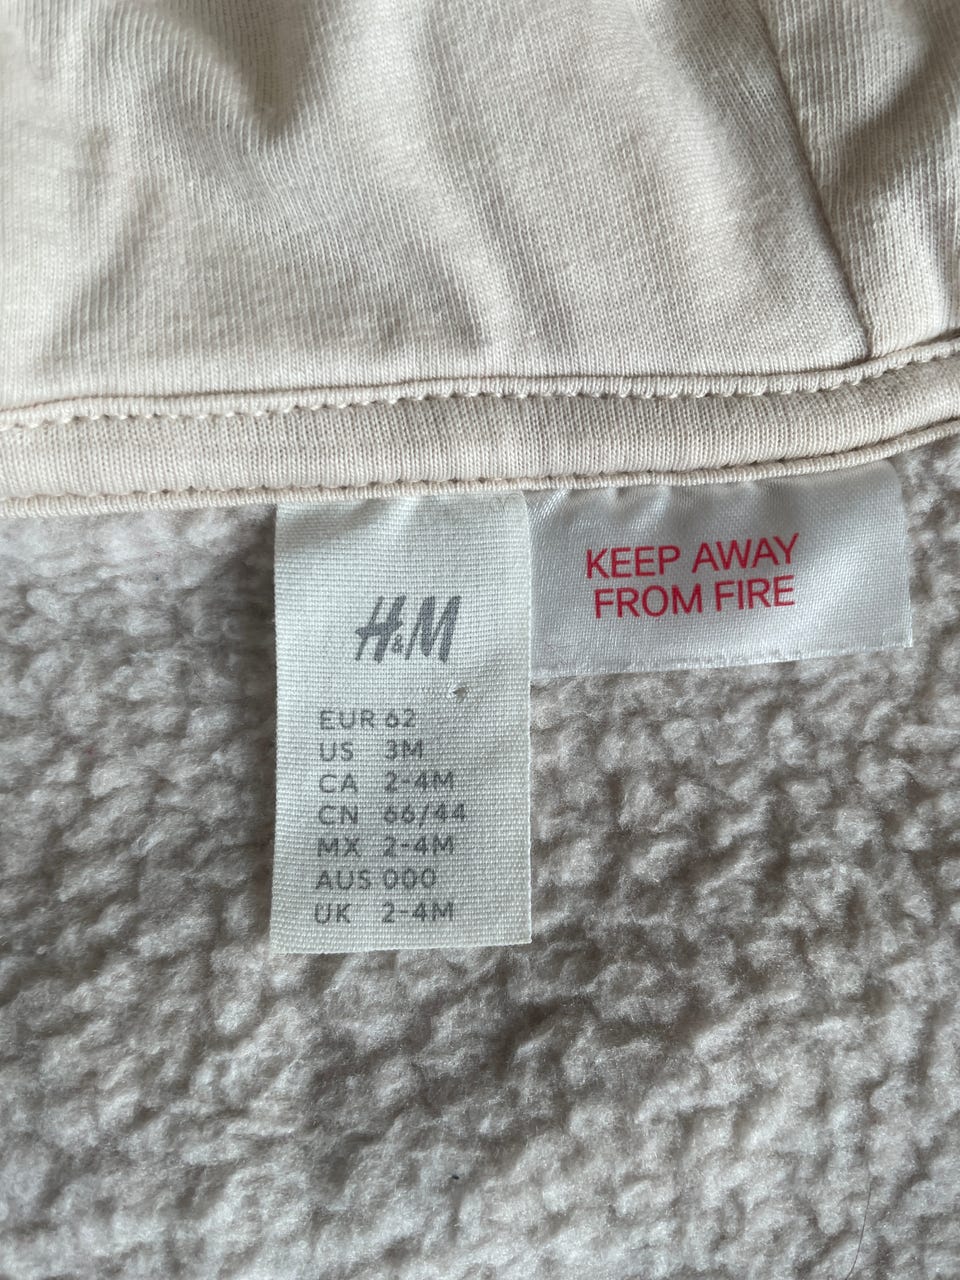 H&M
EUR 62
US 3M
CA 2-4M
CN 66/44
MX 2-4M
AUS 000
UK 2-4M
KEEP AWAY
FROM FIRE